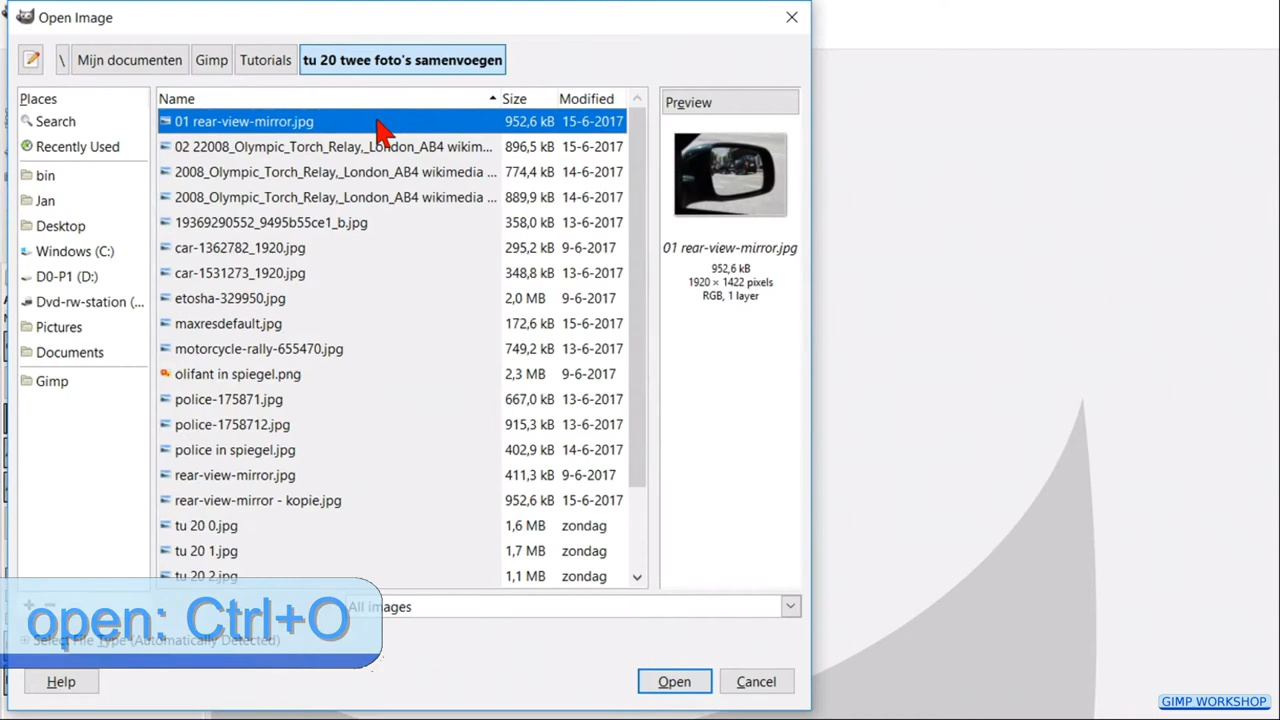 Open Image
\ Mijn documenten Gimp Tutorials tu 20 twee foto's samenvoegen
Places
Search
Recently Used
bin
Jan
Desktop
Windows (C:)
D0-P1 (D:)
Dvd-rw-station (...
Pictures
Documents
Gimp
Name Size Modified
01 rear-view-mirror.jpg 952,6 kB 15-6-2017
02 22008_Olympic_Torch_Relay,_London_AB4 wikim... 896,5 kB 15-6-2017
2008_Olympic_Torch_Relay,_London_AB4 wikimedia ... 774,4 kB 14-6-2017
2008_Olympic_Torch_Relay,_London_AB4 wikimedia ... 889,9 kB 14-6-2017
19369290552_9495b55ce1_b.jpg 358,0 kB 13-6-2017
car-1362782_1920.jpg 295,2 kB 9-6-2017
car-1531273_1920.jpg 348,8 kB 13-6-2017
etosha-329950.jpg 2,0 MB 9-6-2017
maxresdefault.jpg 172,6 kB 15-6-2017
motorcycle-rally-655470.jpg 749,2 kB 13-6-2017
olifant in spiegel.png 2,3 MB 9-6-2017
police-175871.jpg 667,0 kB 13-6-2017
police-1758712.jpg 915,3 kB 13-6-2017
police in spiegel.jpg 402,9 kB 14-6-2017
rear-view-mirror.jpg 411,3 kB 9-6-2017
rear-view-mirror - kopie.jpg 952,6 kB 15-6-2017
tu 20 0.jpg 1,6 MB zondag
tu 20 1.jpg 1,7 MB zondag
tu 20 2.jpg 1,1 MB zondag
Preview
01 rear-view-mirror.jpg
952,6 kB
1920 × 1422 pixels
RGB, 1 layer
All images
open: Ctrl+O
Select File Type (Automatically Detected)
Help
Open
Cancel
GIMP WORKSHOP